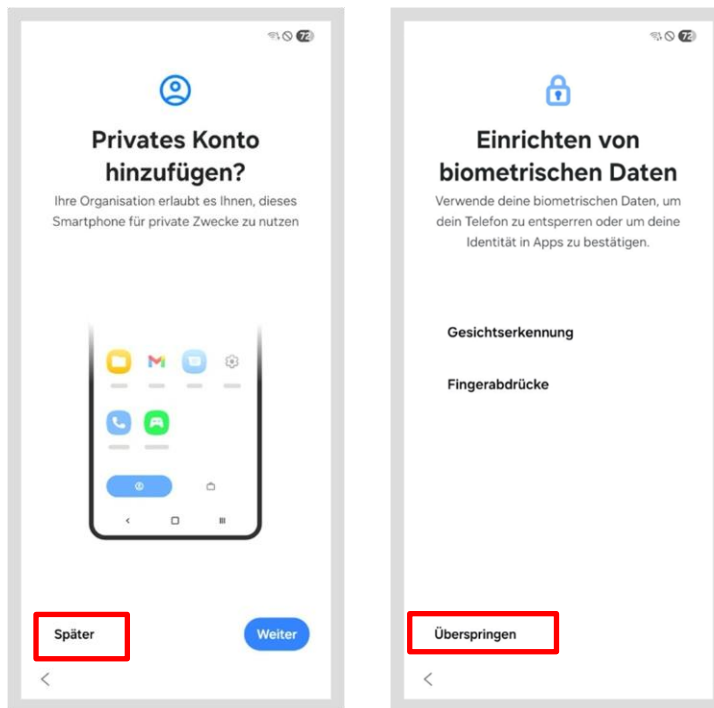 72
Privates Konto
hinzufügen?
Ihre Organisation erlaubt es Ihnen, dieses
Smartphone für private Zwecke zu nutzen
Später
Weiter
72
Einrichten von
biometrischen Daten
Verwende deine biometrischen Daten, um
dein Telefon zu entsperren oder um deine
Identität in Apps zu bestätigen.
Gesichtserkennung
Fingerabdrücke
Überspringen